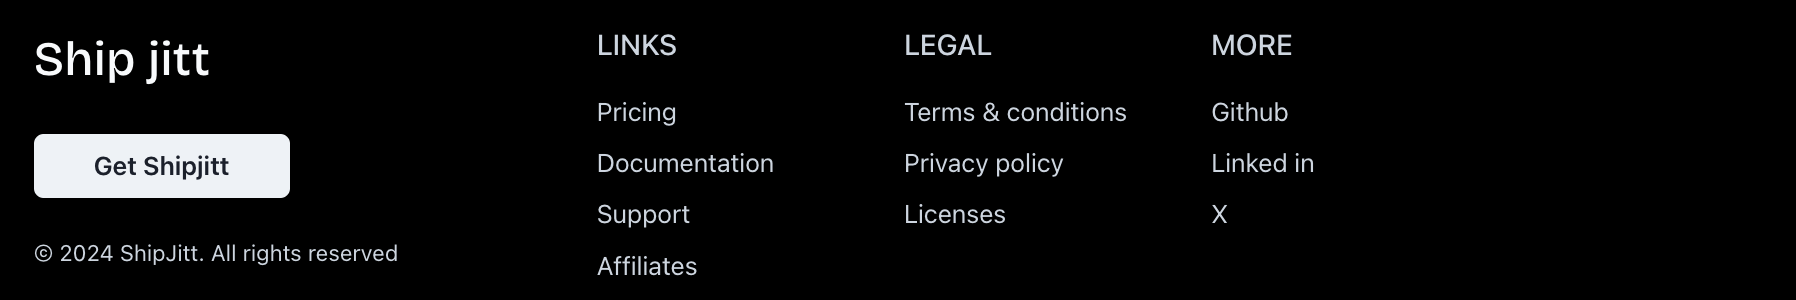 Ship jitt
Get Shipjitt
© 2024 ShipJitt. All rights reserved
LINKS
Pricing
Documentation
Support
Affiliates
LEGAL
Terms & conditions
Privacy policy
Licenses
MORE
Github
Linked in
X